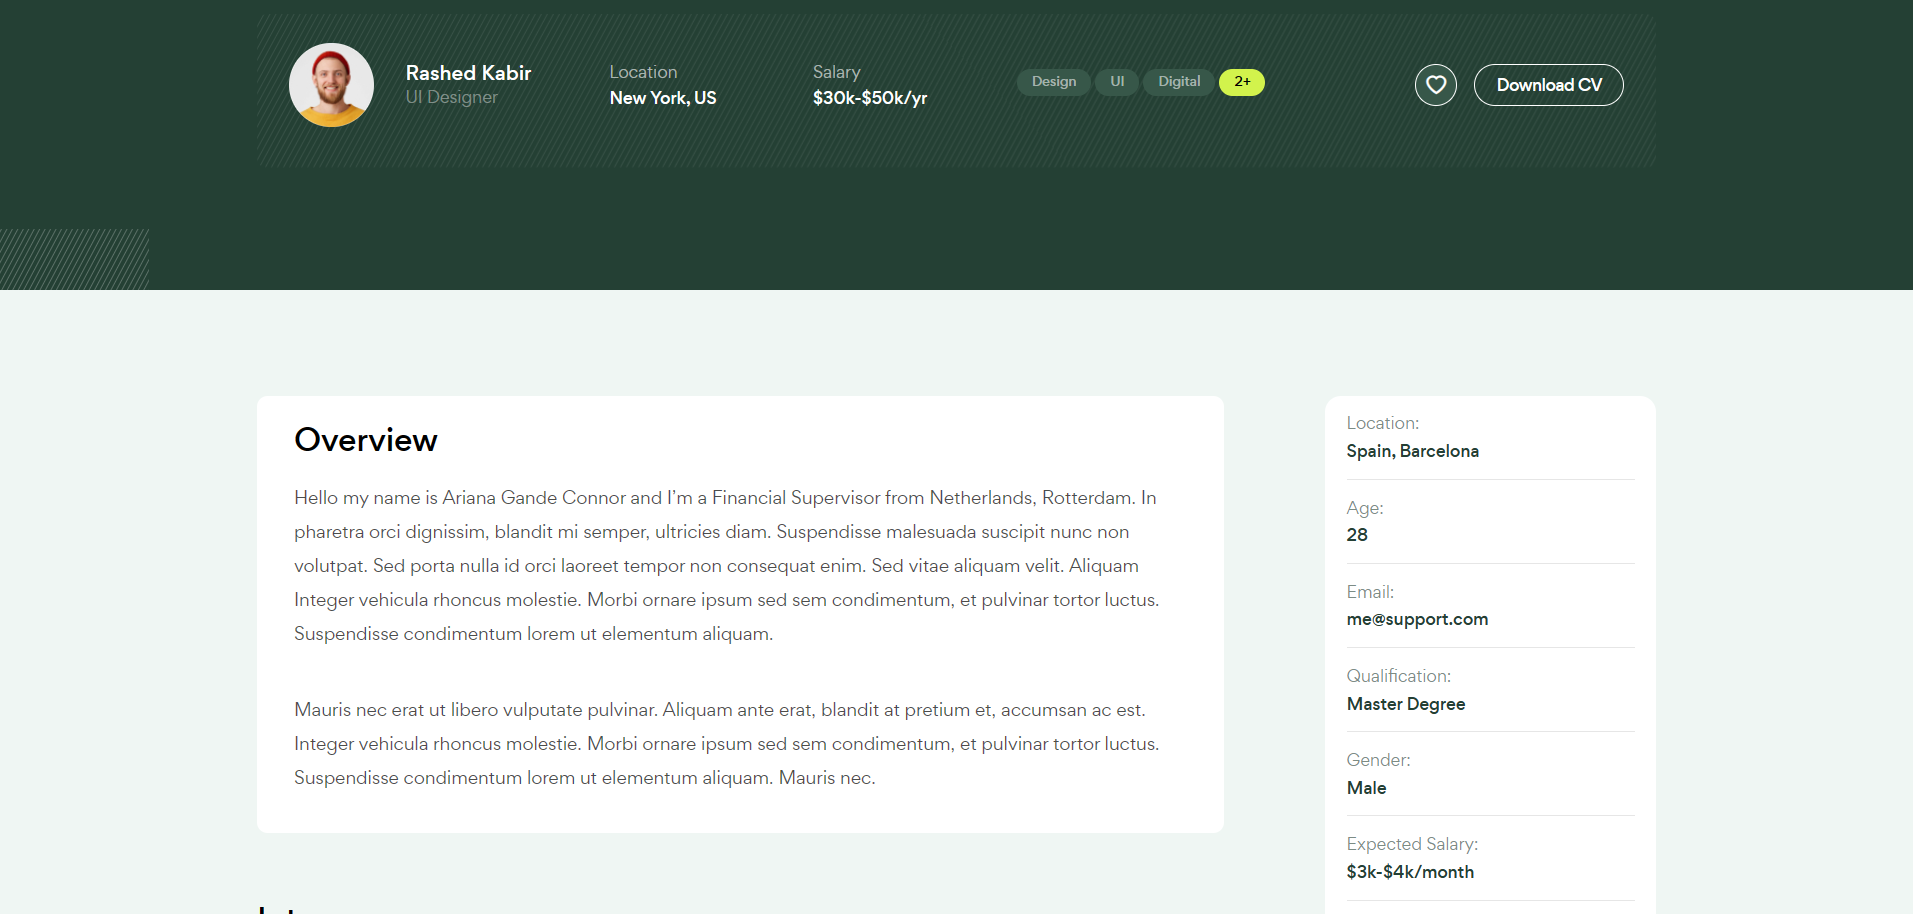 Rashed Kabir
UI Designer
Location
New York, US
Salary
$30k-$50k/yr
Design
UI
Digital
2+
Download CV
Overview
Hello my name is Ariana Gande Connor and I’m a Financial Supervisor from Netherlands, Rotterdam. In
pharetra orci dignissim, blandit mi semper, ultricies diam. Suspendisse malesuada suscipit nunc non
volutpat. Sed porta nulla id orci laoreet tempor non consequat enim. Sed vitae aliquam velit. Aliquam
Integer vehicula rhoncus molestie. Morbi ornare ipsum sed sem condimentum, et pulvinar tortor luctus.
Suspendisse condimentum lorem ut elementum aliquam.
Mauris nec erat ut libero vulputate pulvinar. Aliquam ante erat, blandit at pretium et, accumsan ac est.
Integer vehicula rhoncus molestie. Morbi ornare ipsum sed sem condimentum, et pulvinar tortor luctus.
Suspendisse condimentum lorem ut elementum aliquam. Mauris nec.
Location:
Spain, Barcelona
Age:
28
Email:
me@support.com
Qualification:
Master Degree
Gender:
Male
Expected Salary:
$3k-$4k/month